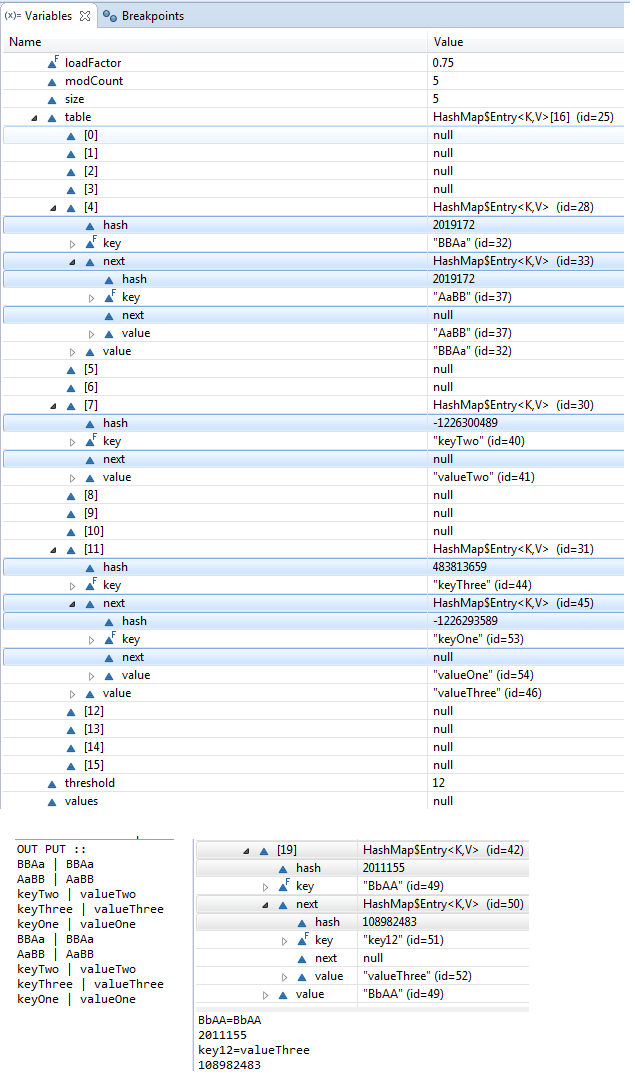 (x)= Variables Breakpoints
Name Value
loadFactor 0.75
modCount 5
size 5
table HashMap$Entry<K,V>[16] (id=25)
[0] null
[1] null
[2] null
[3] null
[4] HashMap$Entry<K,V> (id=28)
hash 2019172
F key "BBAa" (id=32)
next HashMap$Entry<K,V> (id=33)
hash 2019172
F key "AaBB" (id=37)
next null
value "AaBB" (id=37)
value "BBAa" (id=32)
[5] null
[6] null
[7] HashMap$Entry<K,V> (id=30)
hash -1226300489
F key "keyTwo" (id=40)
next null
value "valueTwo" (id=41)
[8] null
[9] null
[10] null
[11] HashMap$Entry<K,V> (id=31)
hash 483813659
F key "keyThree" (id=44)
next HashMap$Entry<K,V> (id=45)
hash -1226293589
F key "keyOne" (id=53)
next null
value "valueOne" (id=54)
value "valueThree" (id=46)
[12] null
[13] null
[14] null
[15] null
threshold 12
values null
OUT PUT ::
BBAa | BBAa
AaBB | AaBB
keyTwo | valueTwo
keyThree | valueThree
keyOne | valueOne
BBAa | BBAa
AaBB | AaBB
keyTwo | valueTwo
keyThree | valueThree
keyOne | valueOne
[19] HashMap$Entry<K,V> (id=42)
hash 2011155
F key "BbAA" (id=49)
next HashMap$Entry<K,V> (id=50)
hash 108982483
F key "key12" (id=51)
next null
value "valueThree" (id=52)
value "BbAA" (id=49)
BbAA=BbAA
2011155
key12=valueThree
108982483